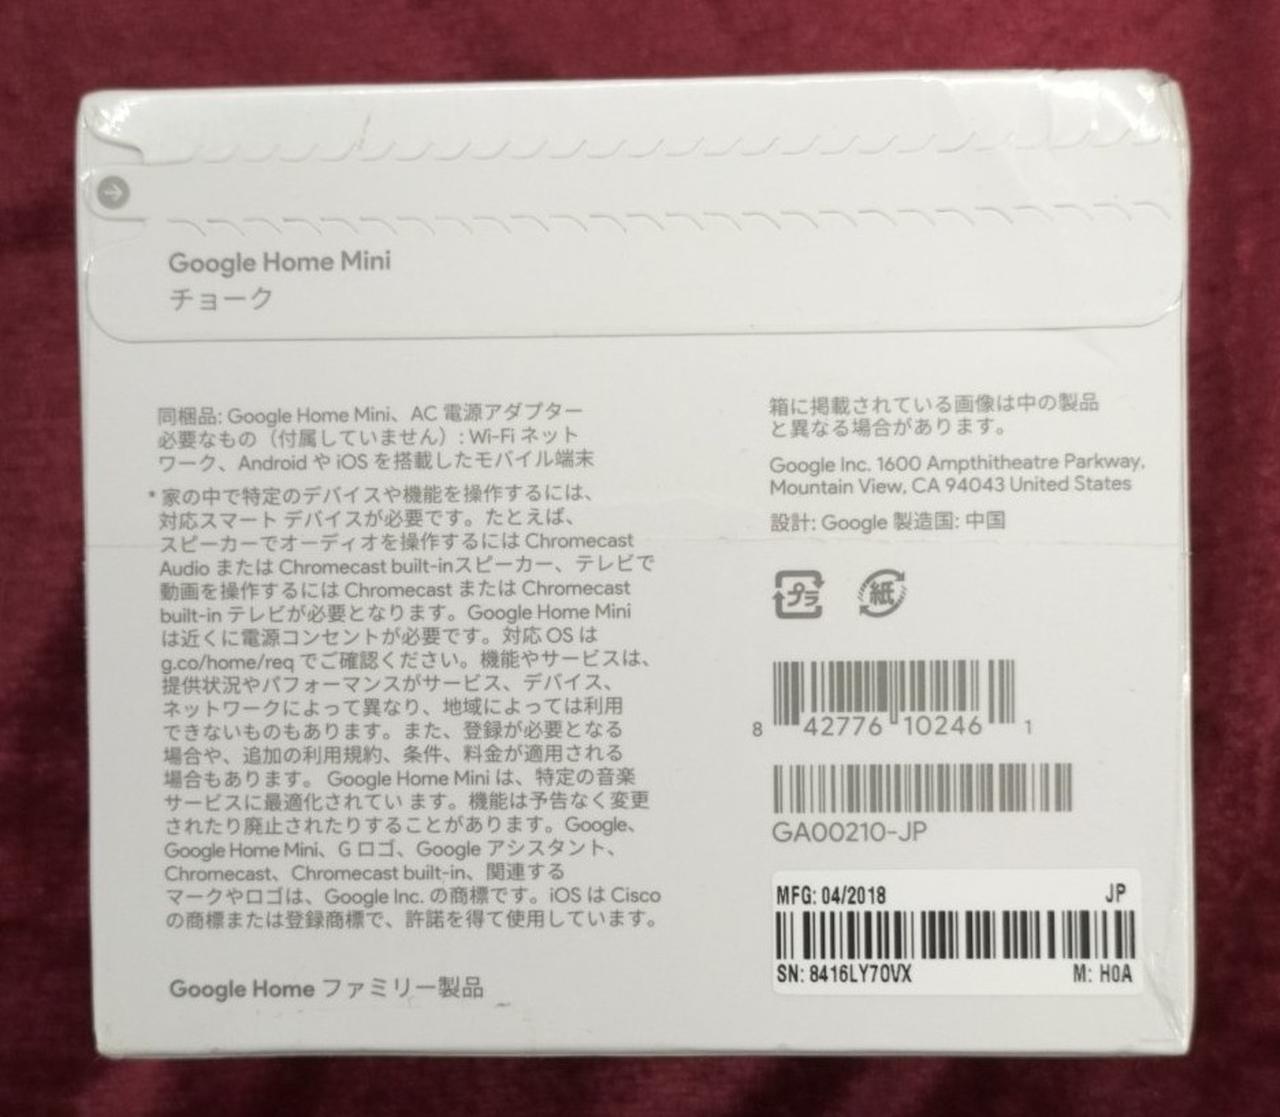 Google Home Mini
チョーク
同梱品: Google Home Mini、AC 電源アダプター
必要なもの（付属していません）: Wi-Fi ネット
ワーク、Android や iOS を搭載したモバイル端末
* 家の中で特定のデバイスや機能を操作するには、
対応スマート デバイスが必要です。たとえば、
スピーカーでオーディオを操作するには Chromecast
Audio または Chromecast built-inスピーカー、テレビで
動画を操作するには Chromecast または Chromecast
built-in テレビが必要となります。Google Home Mini
は近くに電源コンセントが必要です。対応 OS は
g.co/home/req でご確認ください。機能やサービスは、
提供状況やパフォーマンスがサービス、デバイス、
ネットワークによって異なり、地域によっては利用
できないものもあります。また、登録が必要となる
場合や、追加の利用規約、条件、料金が適用される
場合もあります。 Google Home Mini は、特定の音楽
サービスに最適化されてい ます。機能は予告なく変更
されたり廃止されたりすることがあります。Google、
Google Home Mini、G ロゴ、Google アシスタント、
Chromecast、Chromecast built-in、関連する
マークやロゴは、Google Inc. の商標です。iOS は Cisco
の商標または登録商標で、許諾を得て使用しています。
Google Home ファミリー製品
箱に掲載されている画像は中の製品
と異なる場合があります。
Google Inc. 1600 Ampthitheatre Parkway,
Mountain View, CA 94043 United States
設計: Google 製造国: 中国
プラ 紙
8 42776 10246 1
GA00210-JP
MFG: 04/2018 JP
SN: 8416LY70VX M: H0A